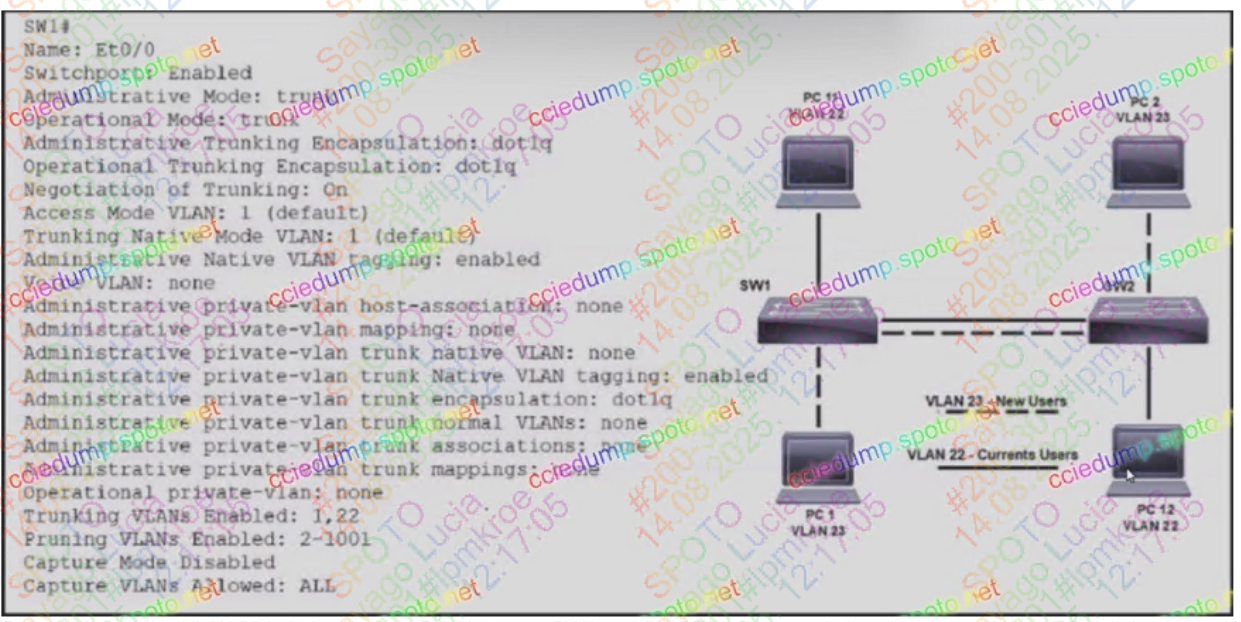 SW1#
Name: Et0/0
Switchport: Enabled
Administrative Mode: trunk
Operational Mode: trunk
Administrative Trunking Encapsulation: dot1q
Operational Trunking Encapsulation: dot1q
Negotiation of Trunking: On
Access Mode VLAN: 1 (default)
Trunking Native Mode VLAN: 1 (default)
Administrative Native VLAN tagging: enabled
Voice VLAN: none
Administrative private-vlan host-association: none
Administrative private-vlan mapping: none
Administrative private-vlan trunk native VLAN: none
Administrative private-vlan trunk Native VLAN tagging: enabled
Administrative private-vlan trunk encapsulation: dot1q
Administrative private-vlan trunk normal VLANs: none
Administrative private-vlan trunk associations: none
Administrative private-vlan trunk mappings: none
Operational private-vlan: none
Trunking VLANs Enabled: 1,22
Pruning VLANs Enabled: 2-1001
Capture Mode Disabled
Capture VLANs Allowed: ALL
PC 11
VLAN 22
PC 2
VLAN 23
SW1
SW2
VLAN 23 - New Users
VLAN 22 - Currents Users
PC 1
VLAN 23
PC 12
VLAN 22
cciedump.spoto.net